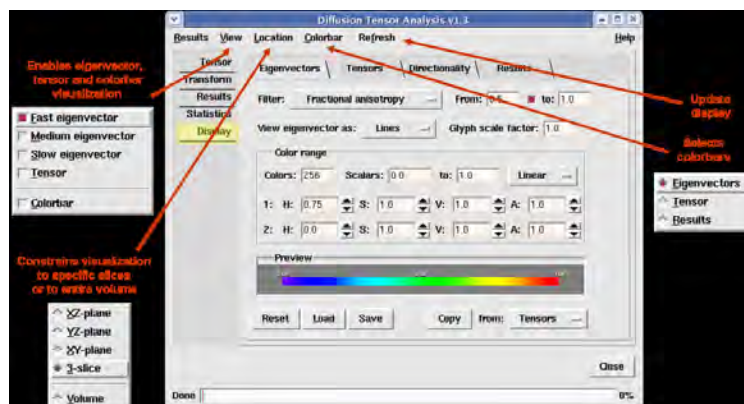 Diffusion Tensor Analysis v1.3
Results View Location Colorbar Refresh Help
Enables eigenvector,
tensor and colorbar
visualization
Fast eigenvector
Medium eigenvector
Slow eigenvector
Tensor
Colorbar
Constrains visualization
to specific slices
or to entire volume
XZ-plane
YZ-plane
XY-plane
3-slice
Volume
Tensor
Transform
Results
Statistics
Display
Eigenvectors Tensors Directionality Results
Filter: Fractional anisotropy From: to: 1.0
View eigenvector as: Lines Glyph scale factor: 1.0
Color range
Colors: 256 Scalars: 0.0 to: 1.0 Linear
1: H: 0.75 S: 1.0 V: 1.0 A: 1.0
2: H: 0.0 S: 1.0 V: 1.0 A: 1.0
Preview
Reset Load Save Copy from: Tensors
Close
Done 0%
Update
display
Selects
colorbars
Eigenvectors
Tensor
Results